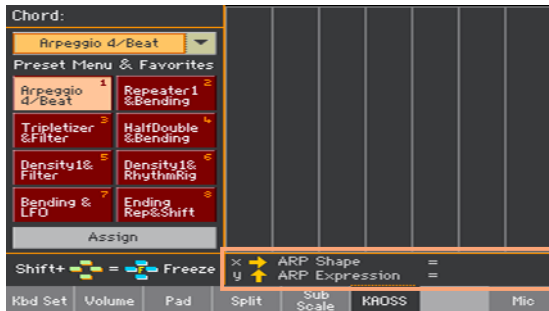 Chord:
Arpeggio 4/Beat
Preset Menu & Favorites
Arpeggio 4/Beat 1
Repeater1 &Bending 2
Tripletizer &Filter 3
HalfDouble &Bending 4
Density1& Filter 5
Density1& RhythmRig 6
Bending & LFO 7
Ending Rep&Shift 8
Assign
Shift+ = F Freeze
x ARP Shape =
y ARP Expression =
Kbd Set Volume Pad Split Sub Scale KAOSS Mic